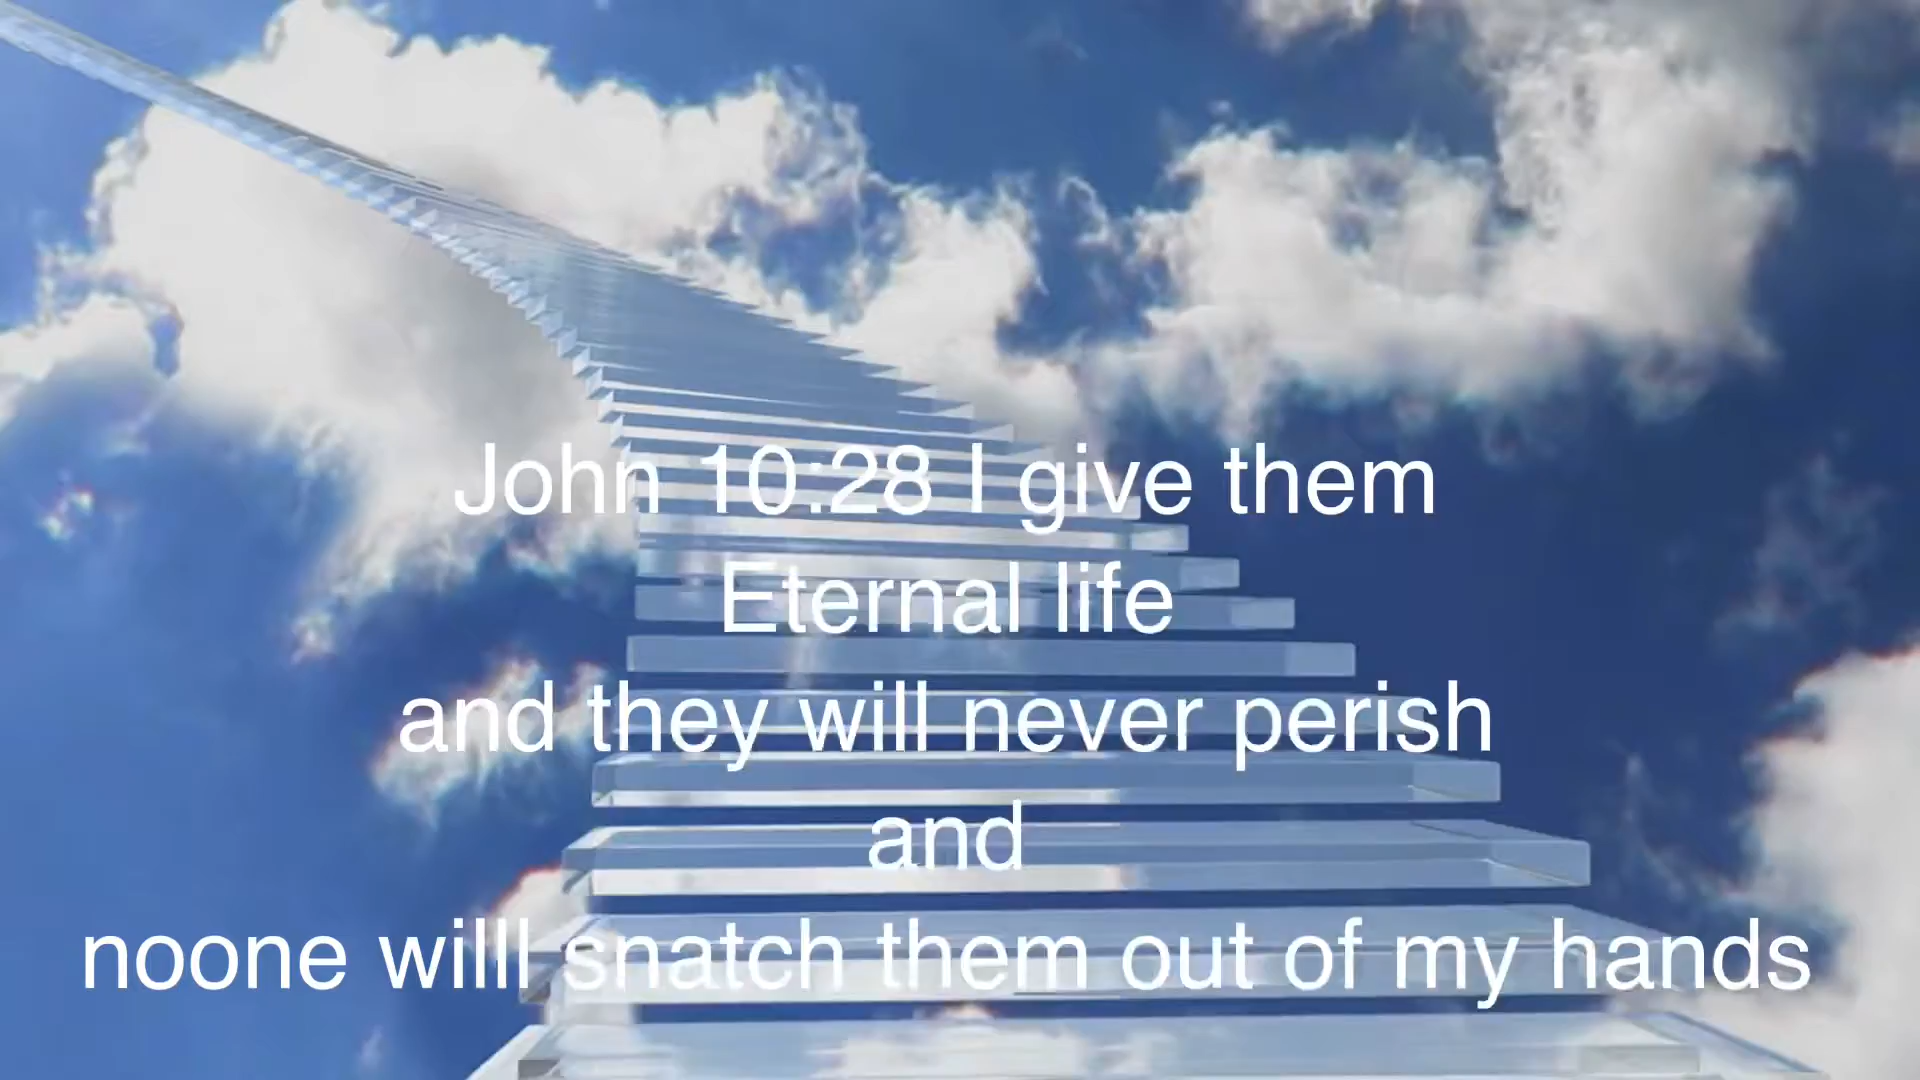 John 10:28 I give them
Eternal life
and they will never perish
and
noone willl snatch them out of my hands